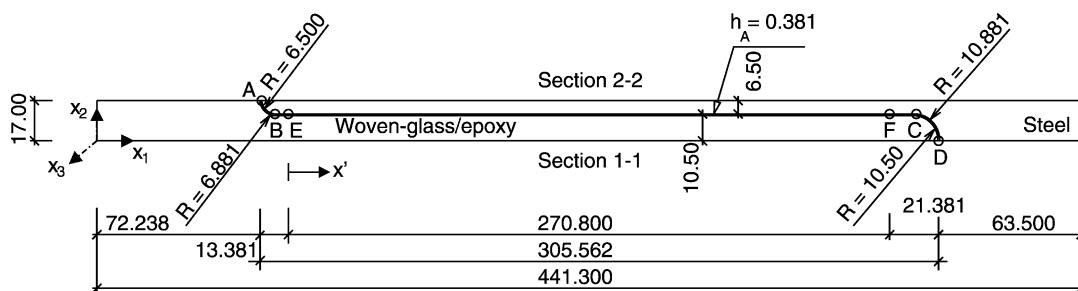 h = 0.381
A
R = 6.500
R = 10.881
A
Section 2-2
6.50
17.00
x2
B
E
Woven-glass/epoxy
F
C
Steel
x1
x3
Section 1-1
10.50
D
R = 6.881
x'
R = 10.50
72.238
270.800
21.381
63.500
13.381
305.562
441.300